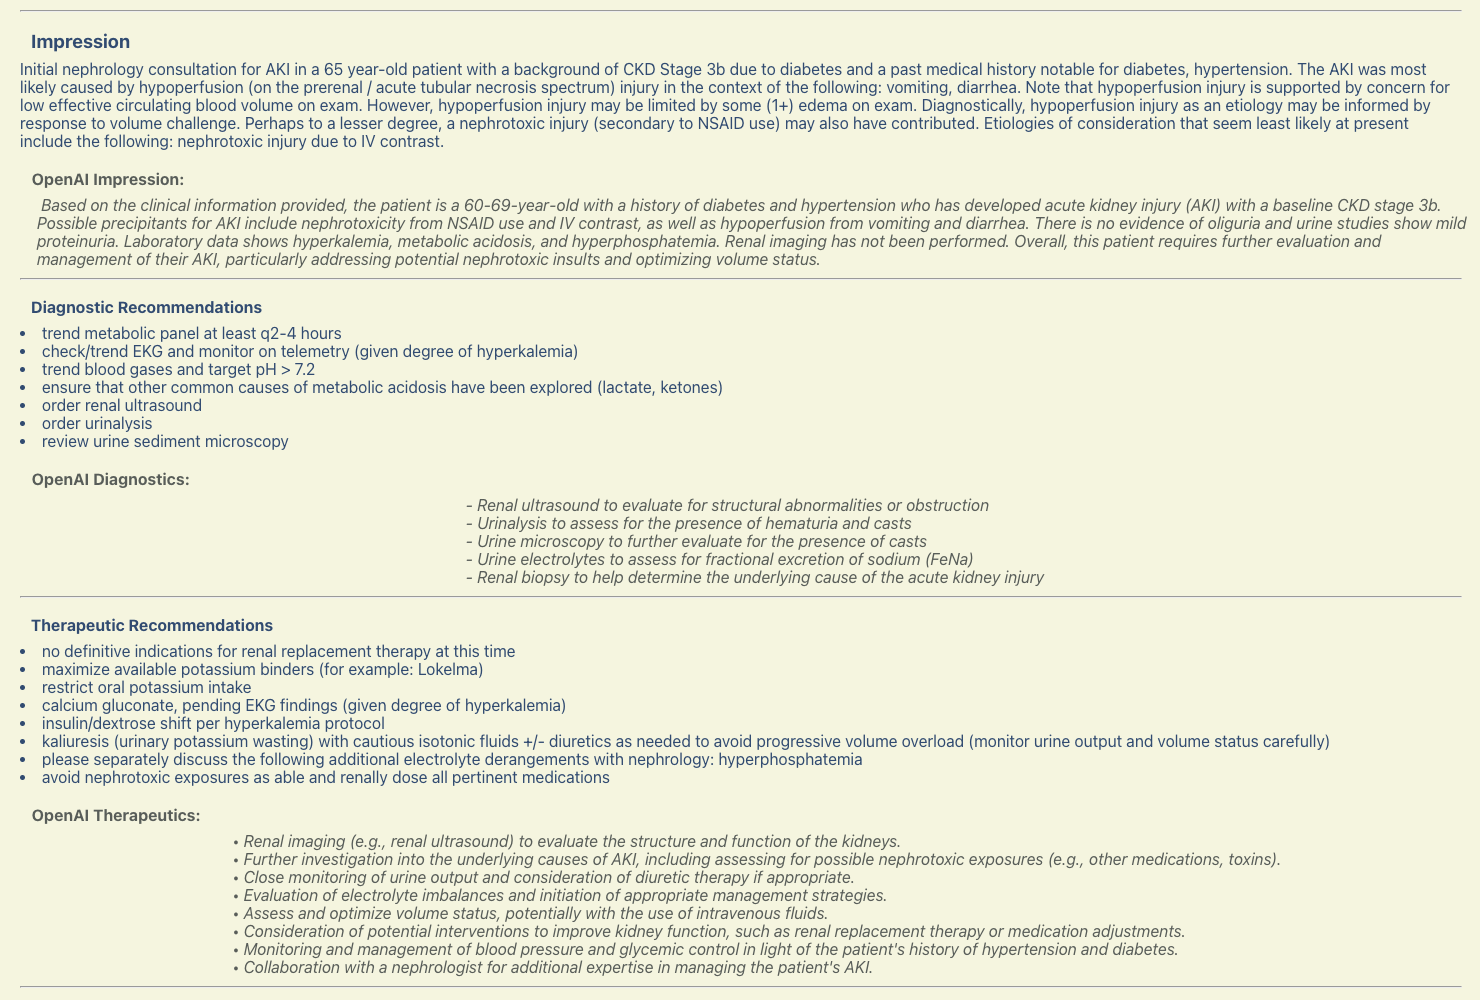 Impression
Initial nephrology consultation for AKI in a 65 year-old patient with a background of CKD Stage 3b due to diabetes and a past medical history notable for diabetes, hypertension. The AKI was most
likely caused by hypoperfusion (on the prerenal / acute tubular necrosis spectrum) injury in the context of the following: vomiting, diarrhea. Note that hypoperfusion injury is supported by concern for
low effective circulating blood volume on exam. However, hypoperfusion injury may be limited by some (1+) edema on exam. Diagnostically, hypoperfusion injury as an etiology may be informed by
response to volume challenge. Perhaps to a lesser degree, a nephrotoxic injury (secondary to NSAID use) may also have contributed. Etiologies of consideration that seem least likely at present
include the following: nephrotoxic injury due to IV contrast.
OpenAI Impression:
Based on the clinical information provided, the patient is a 60-69-year-old with a history of diabetes and hypertension who has developed acute kidney injury (AKI) with a baseline CKD stage 3b.
Possible precipitants for AKI include nephrotoxicity from NSAID use and IV contrast, as well as hypoperfusion from vomiting and diarrhea. There is no evidence of oliguria and urine studies show mild
proteinuria. Laboratory data shows hyperkalemia, metabolic acidosis, and hyperphosphatemia. Renal imaging has not been performed. Overall, this patient requires further evaluation and
management of their AKI, particularly addressing potential nephrotoxic insults and optimizing volume status.
Diagnostic Recommendations
• trend metabolic panel at least q2-4 hours
• check/trend EKG and monitor on telemetry (given degree of hyperkalemia)
• trend blood gases and target pH > 7.2
• ensure that other common causes of metabolic acidosis have been explored (lactate, ketones)
• order renal ultrasound
• order urinalysis
• review urine sediment microscopy
OpenAI Diagnostics:
- Renal ultrasound to evaluate for structural abnormalities or obstruction
- Urinalysis to assess for the presence of hematuria and casts
- Urine microscopy to further evaluate for the presence of casts
- Urine electrolytes to assess for fractional excretion of sodium (FeNa)
- Renal biopsy to help determine the underlying cause of the acute kidney injury
Therapeutic Recommendations
• no definitive indications for renal replacement therapy at this time
• maximize available potassium binders (for example: Lokelma)
• restrict oral potassium intake
• calcium gluconate, pending EKG findings (given degree of hyperkalemia)
• insulin/dextrose shift per hyperkalemia protocol
• kaliuresis (urinary potassium wasting) with cautious isotonic fluids +/- diuretics as needed to avoid progressive volume overload (monitor urine output and volume status carefully)
• please separately discuss the following additional electrolyte derangements with nephrology: hyperphosphatemia
• avoid nephrotoxic exposures as able and renally dose all pertinent medications
OpenAI Therapeutics:
• Renal imaging (e.g., renal ultrasound) to evaluate the structure and function of the kidneys.
• Further investigation into the underlying causes of AKI, including assessing for possible nephrotoxic exposures (e.g., other medications, toxins).
• Close monitoring of urine output and consideration of diuretic therapy if appropriate.
• Evaluation of electrolyte imbalances and initiation of appropriate management strategies.
• Assess and optimize volume status, potentially with the use of intravenous fluids.
• Consideration of potential interventions to improve kidney function, such as renal replacement therapy or medication adjustments.
• Monitoring and management of blood pressure and glycemic control in light of the patient's history of hypertension and diabetes.
• Collaboration with a nephrologist for additional expertise in managing the patient's AKI.